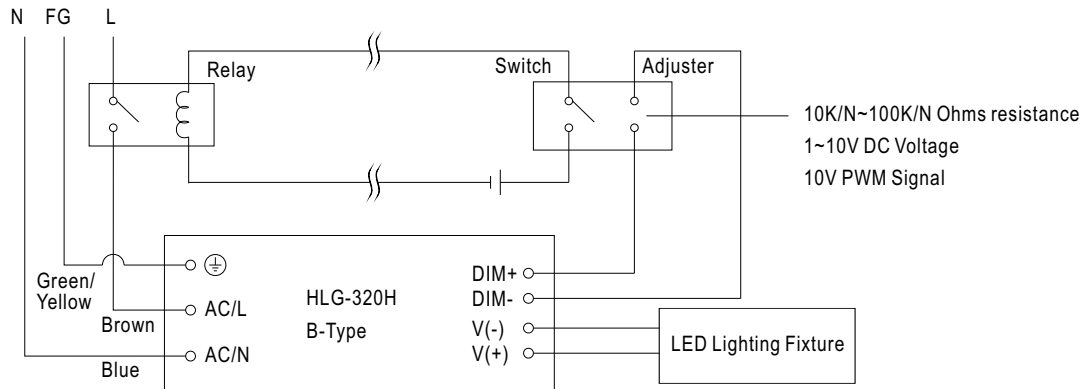 N FG L
Relay
Switch
Adjuster
10K/N~100K/N Ohms resistance
1~10V DC Voltage
10V PWM Signal
Green/
Yellow
Brown
Blue
AC/L
AC/N
HLG-320H
B-Type
DIM+
DIM-
V(-)
V(+)
LED Lighting Fixture